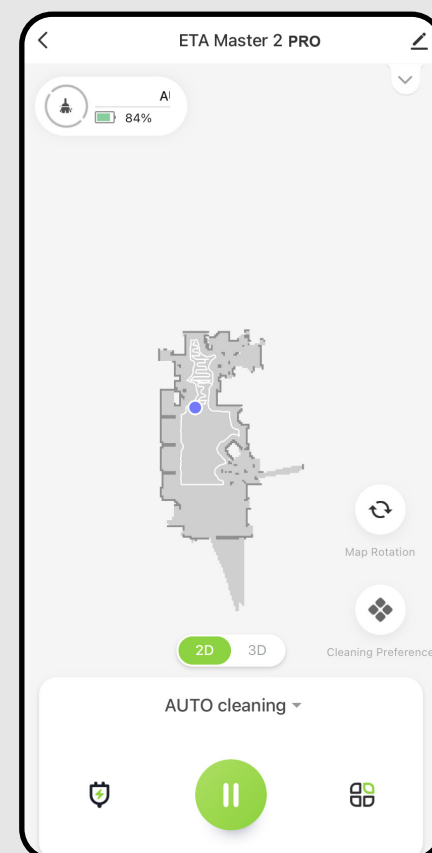 ETA Master 2 PRO
84%
Map Rotation
Cleaning Preference
2D 3D
AUTO cleaning